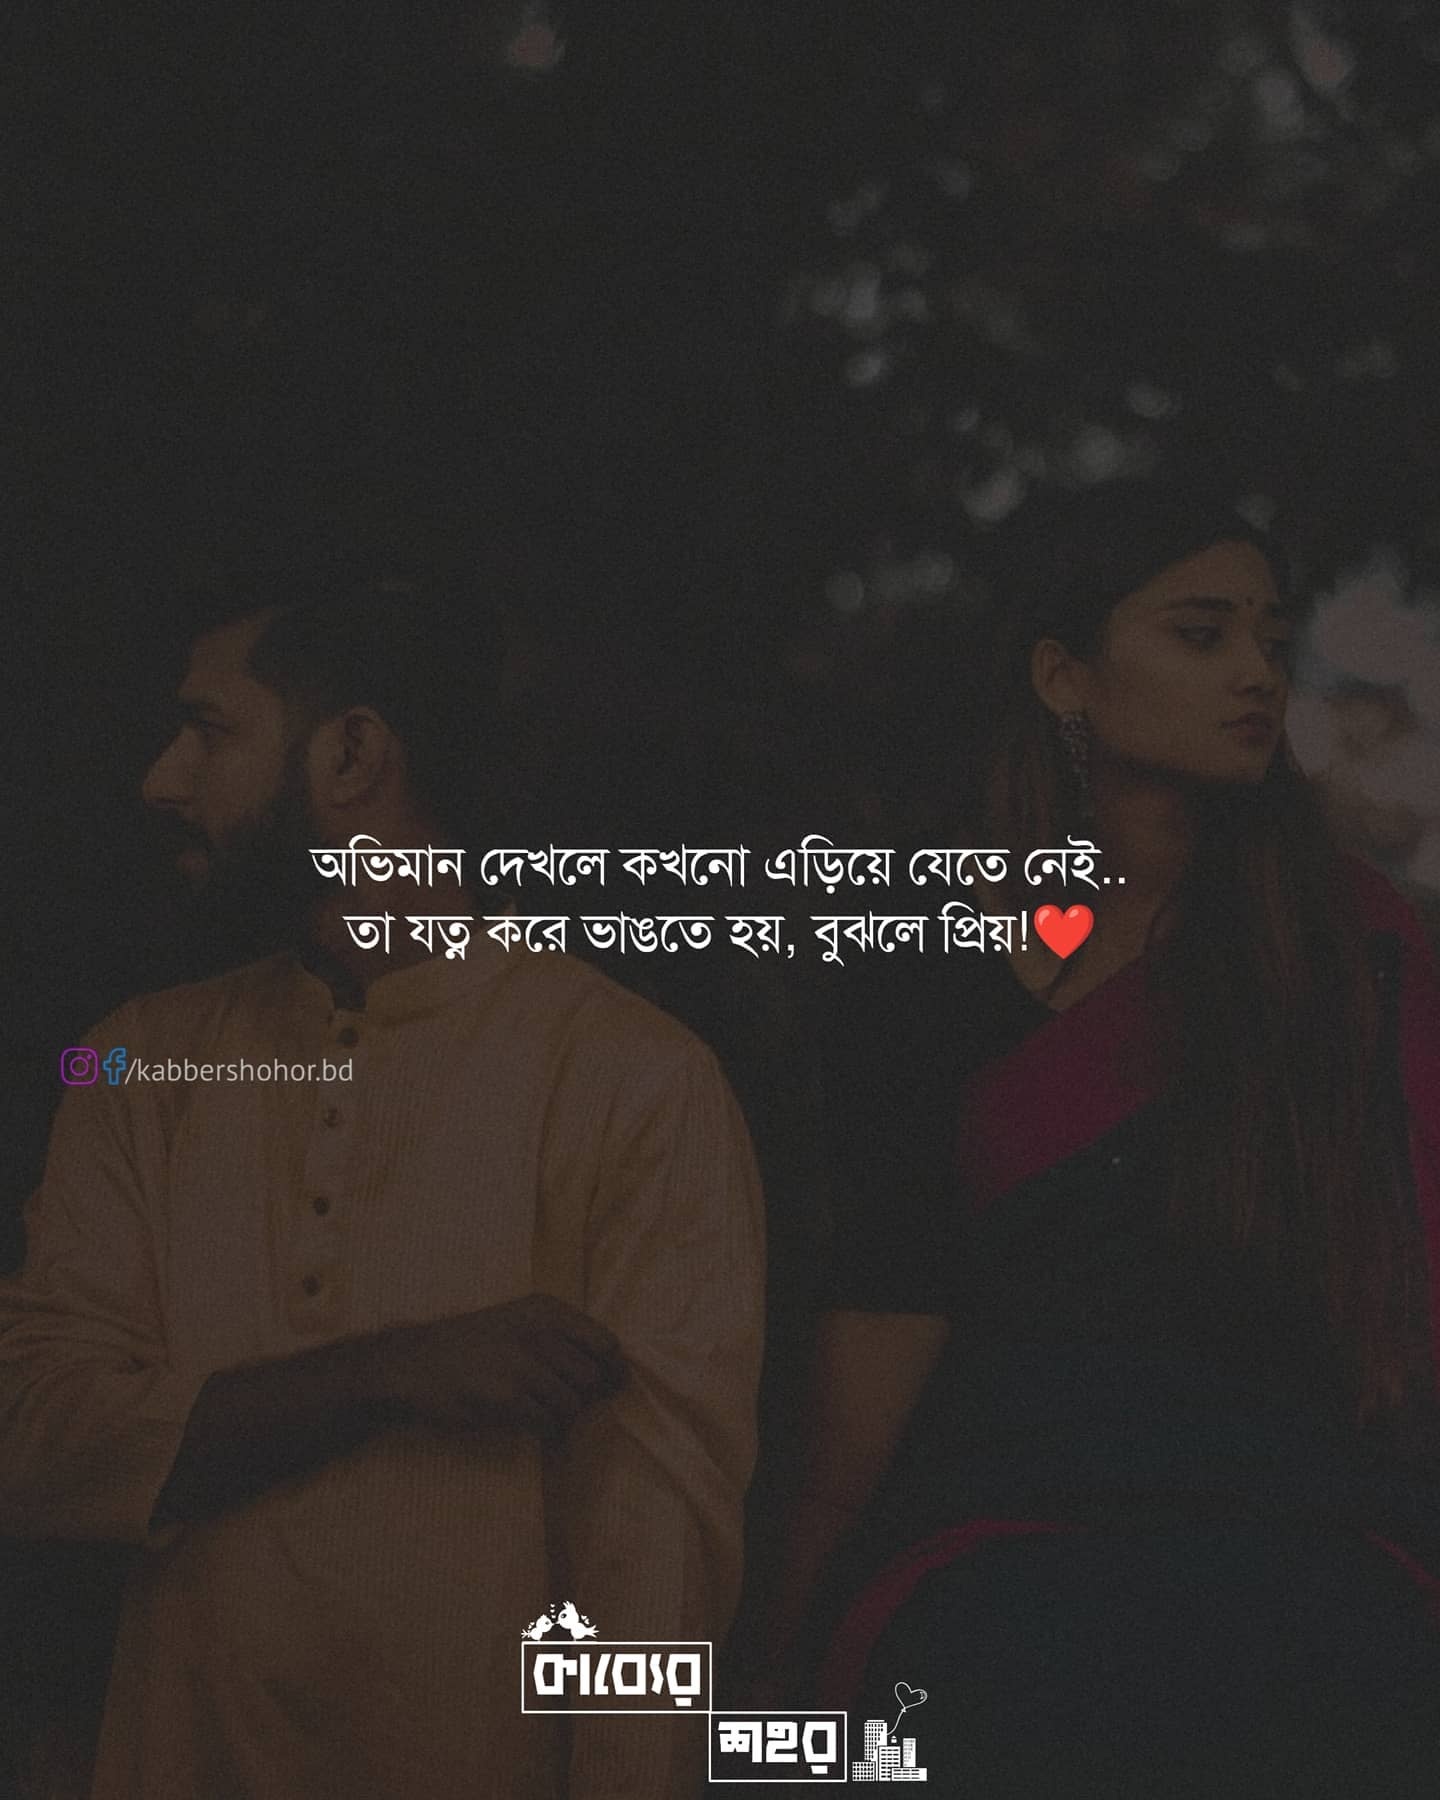 অভিমান দেখলে কখনো এড়িয়ে যেতে নেই..
তা যত্ন করে ভাঙতে হয়, বুঝলে প্রিয়!❤️
/kabbershohor.bd
কাব্যের
শহর